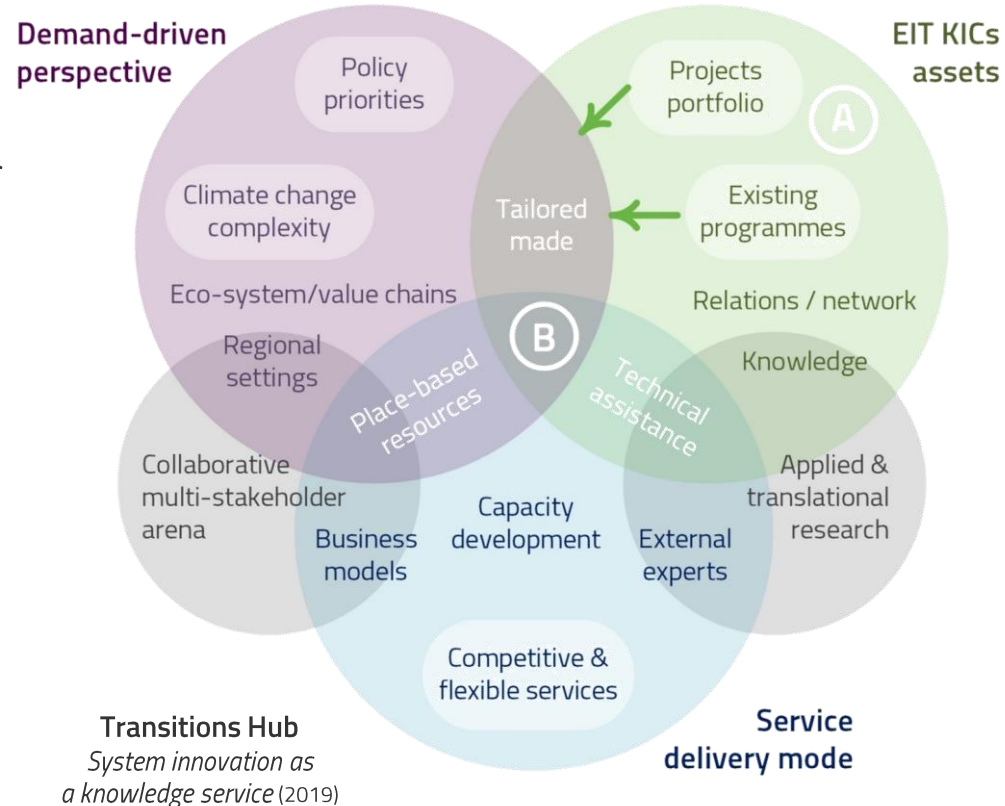 Demand-driven
perspective
EIT KICs
assets
Policy
priorities
Projects
portfolio
A
Climate change
complexity
Tailored
made
Existing
programmes
Eco-system/value chains
Relations / network
Regional
settings
B
Knowledge
Place-based
resources
Technical
assistance
Collaborative
multi-stakeholder
arena
Applied &
translational
research
Capacity
development
Business
models
External
experts
Competitive &
flexible services
Transitions Hub
System innovation as
a knowledge service (2019)
Service
delivery mode